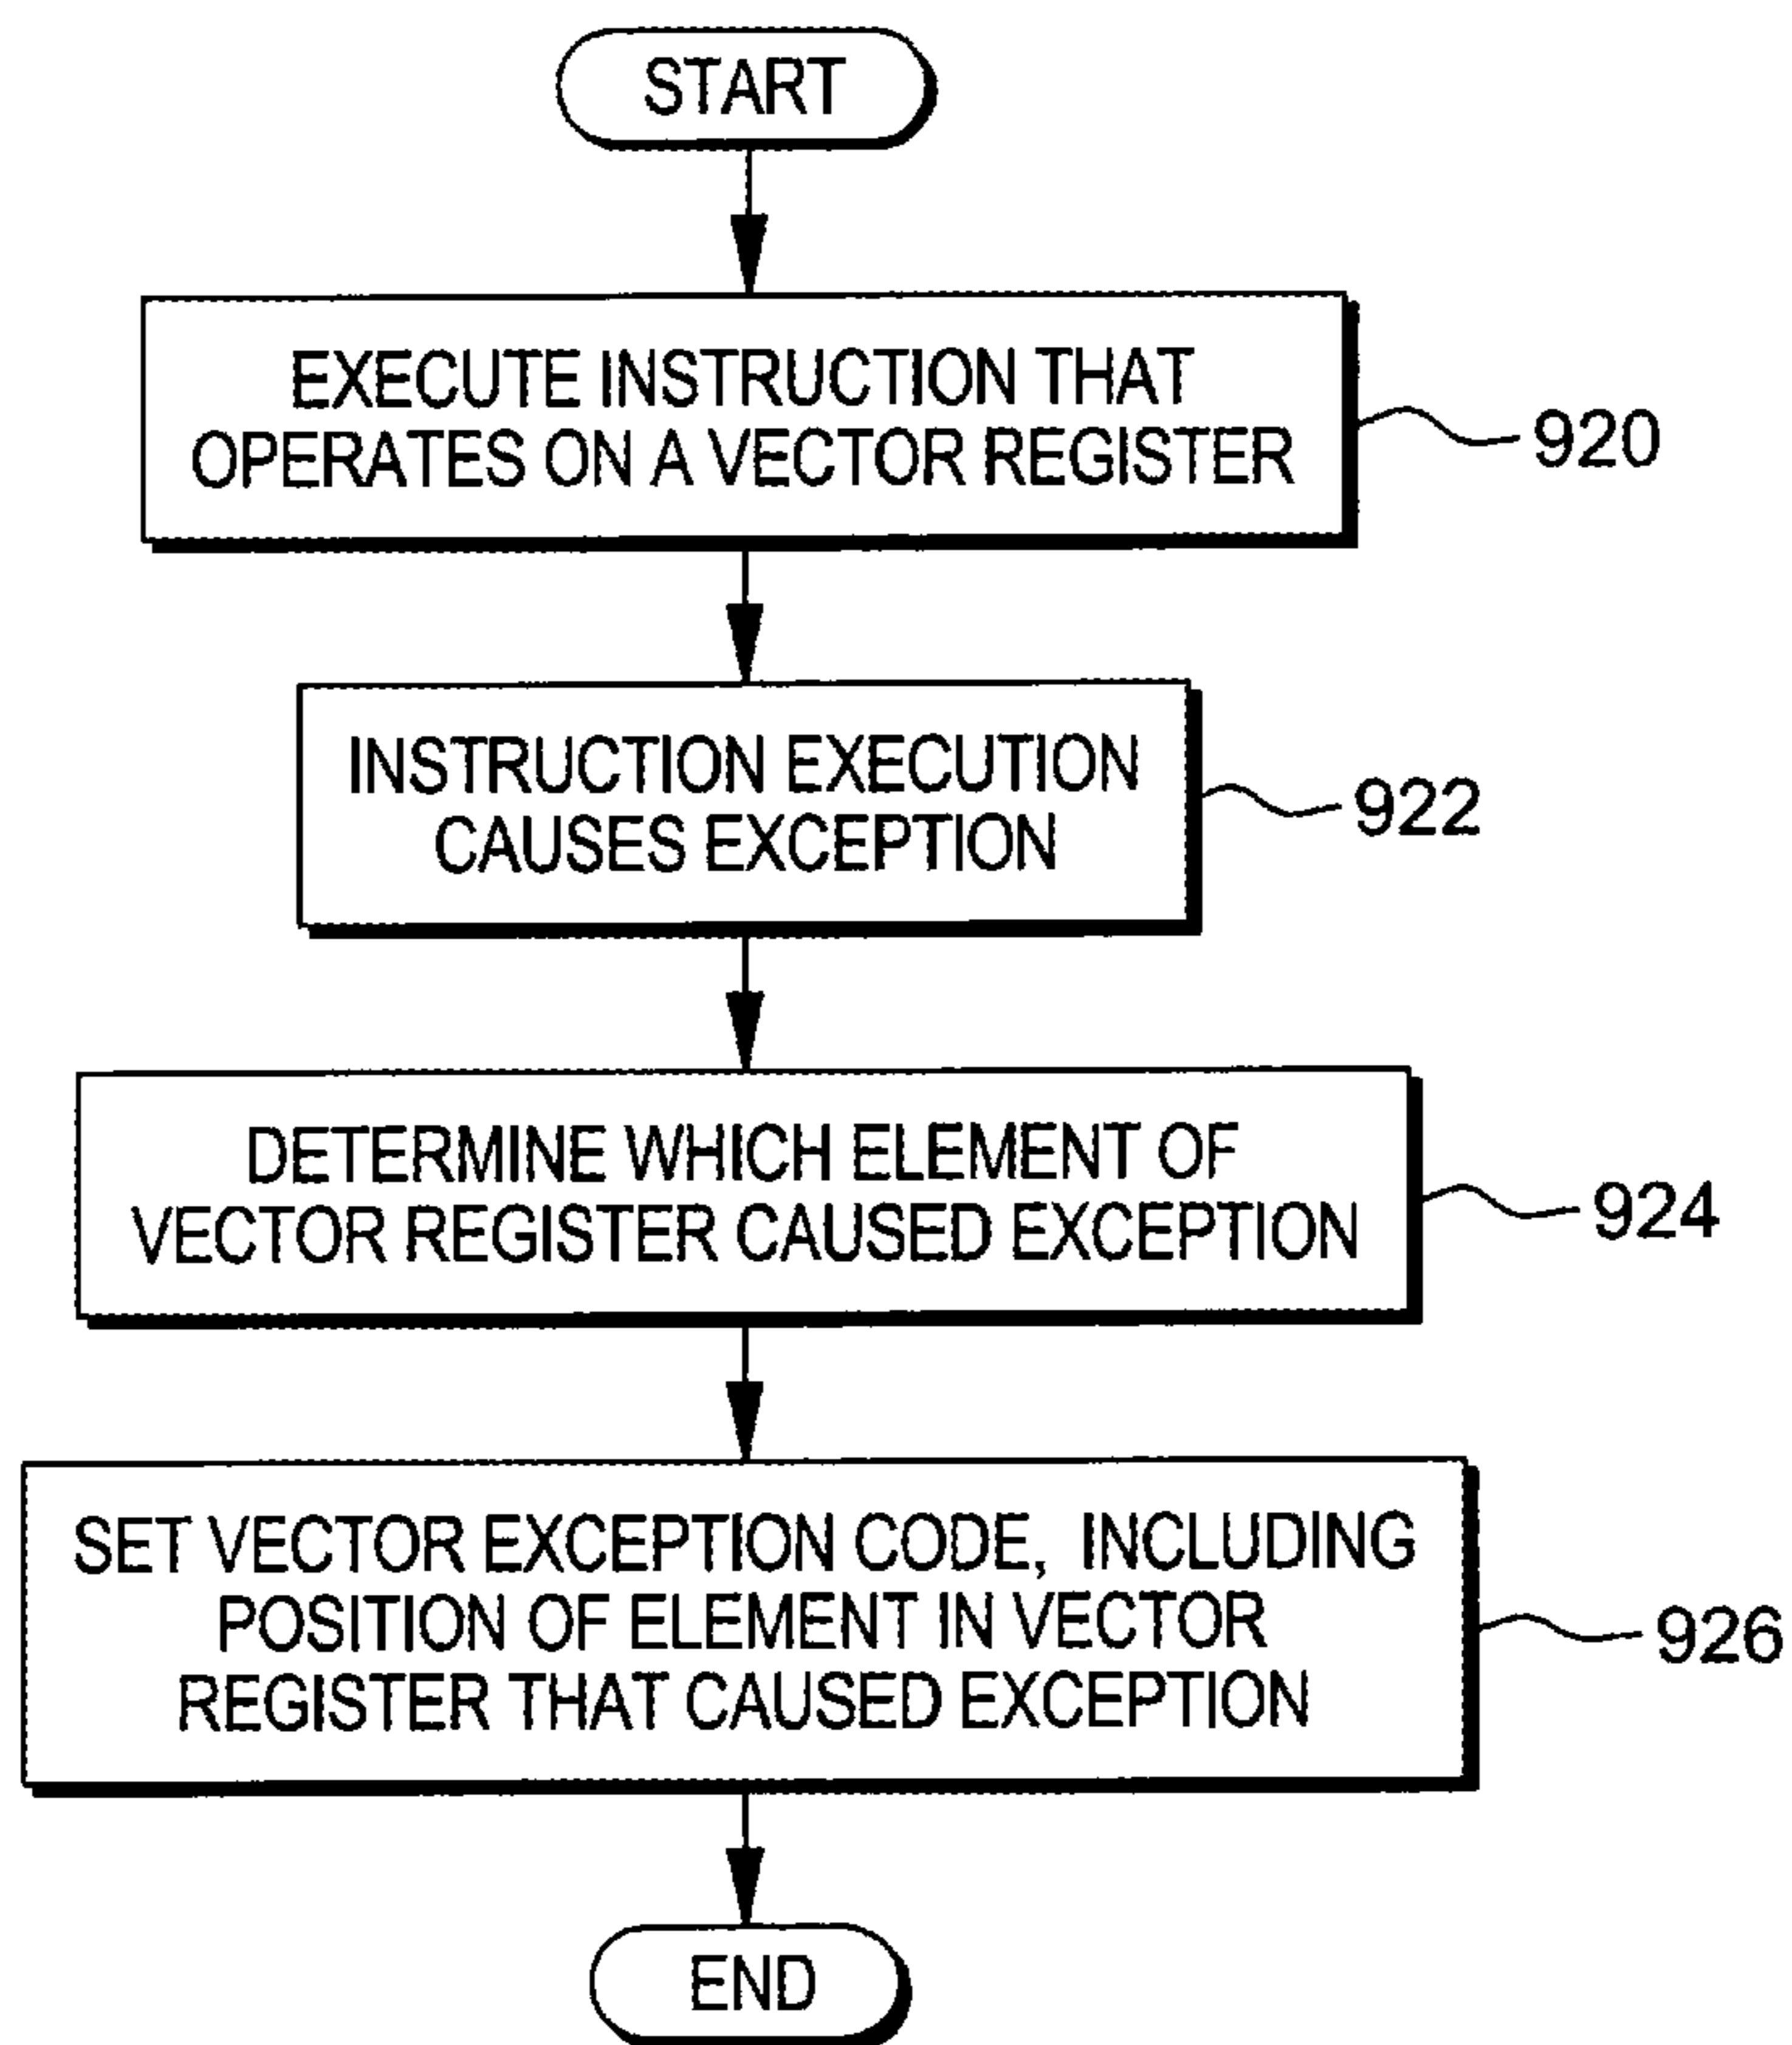 START
EXECUTE INSTRUCTION THAT
OPERATES ON A VECTOR REGISTER
920
INSTRUCTION EXECUTION
CAUSES EXCEPTION
922
DETERMINE WHICH ELEMENT OF
VECTOR REGISTER CAUSED EXCEPTION
924
SET VECTOR EXCEPTION CODE, INCLUDING
POSITION OF ELEMENT IN VECTOR
REGISTER THAT CAUSED EXCEPTION
926
END